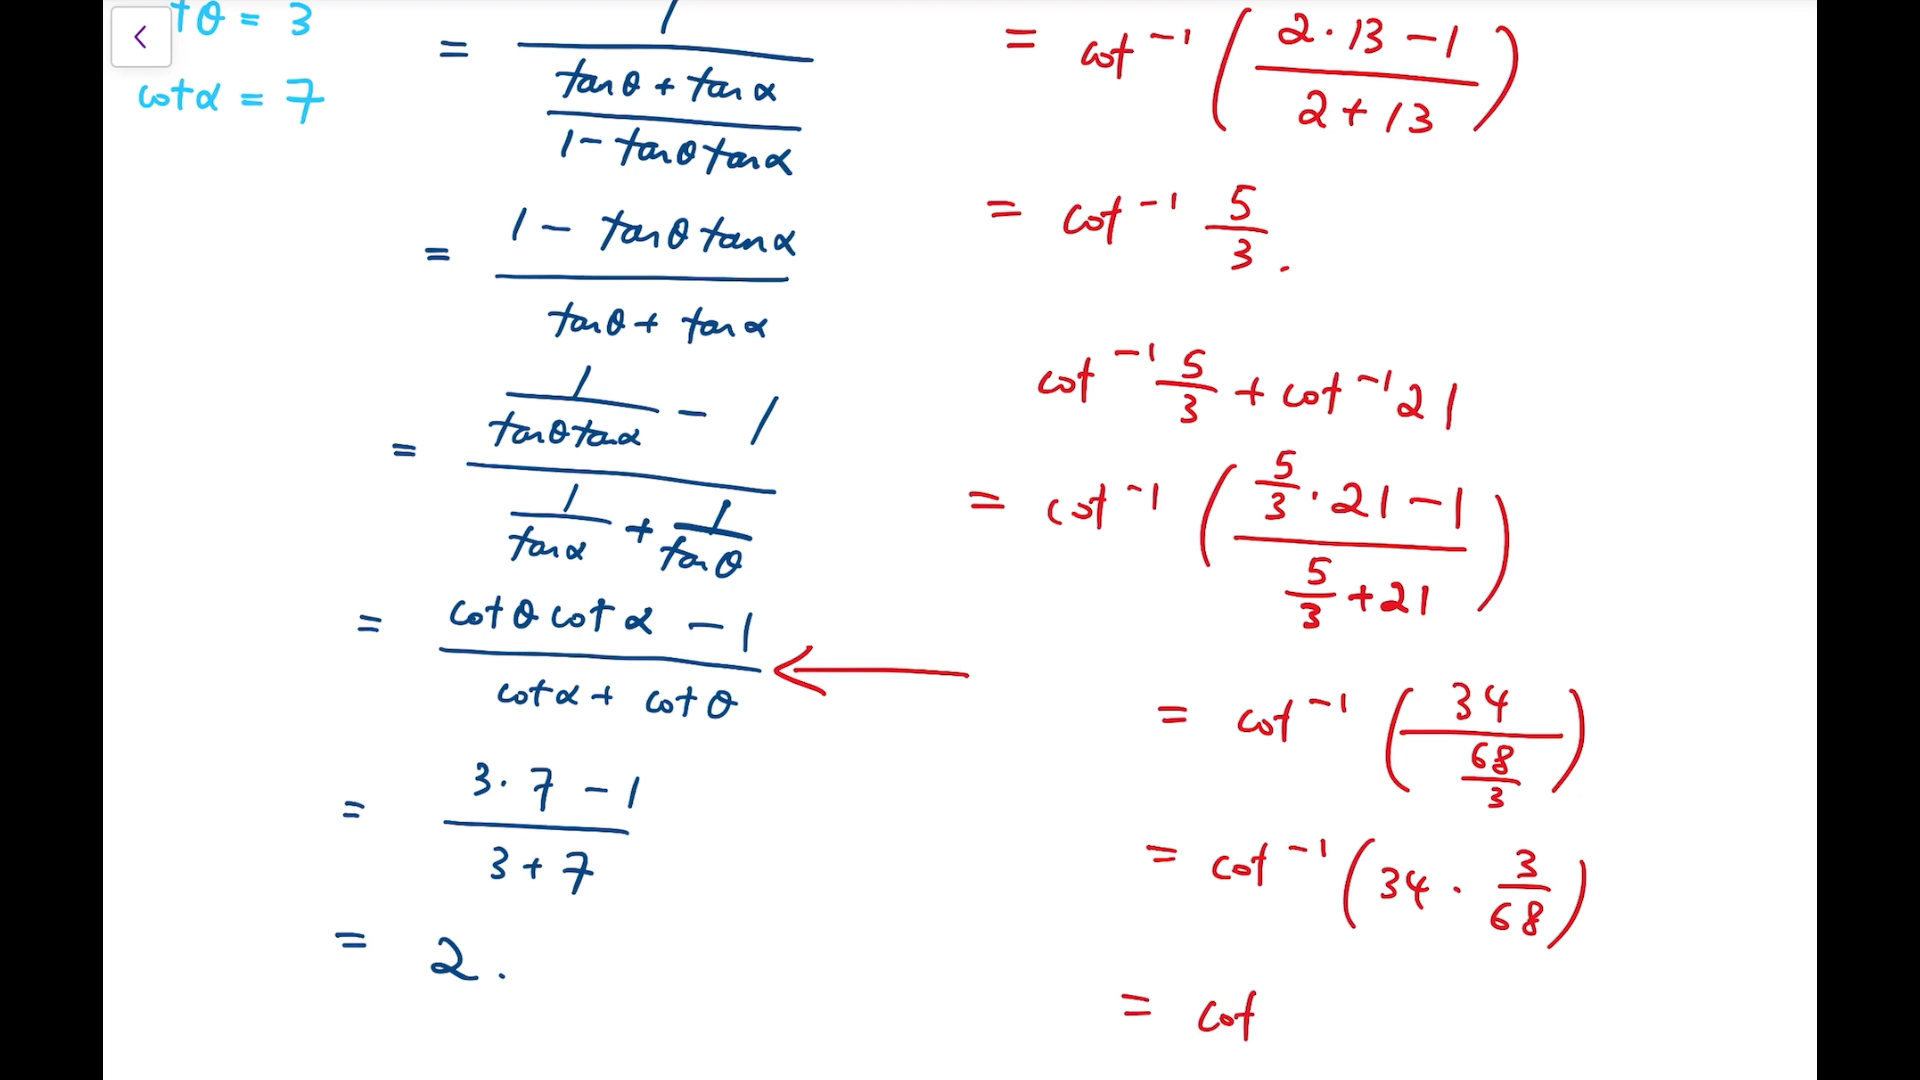 tθ = 3
cotα = 7
= 1 / ((tanθ + tanα) / (1 - tanθ tanα))
= (1 - tanθ tanα) / (tanθ + tanα)
= (1/(tanθ tanα) - 1) / (1/tanα + 1/tanθ)
= (cotθ cotα - 1) / (cotα + cotθ)
= (3·7 - 1) / (3 + 7)
= 2.
= cot⁻¹ ((2·13 - 1) / (2 + 13))
= cot⁻¹ 5/3.
cot⁻¹ 5/3 + cot⁻¹ 21
= cot⁻¹ ((5/3 · 21 - 1) / (5/3 + 21))
= cot⁻¹ (34 / (68/3))
= cot⁻¹ (34 · 3/68)
= cot